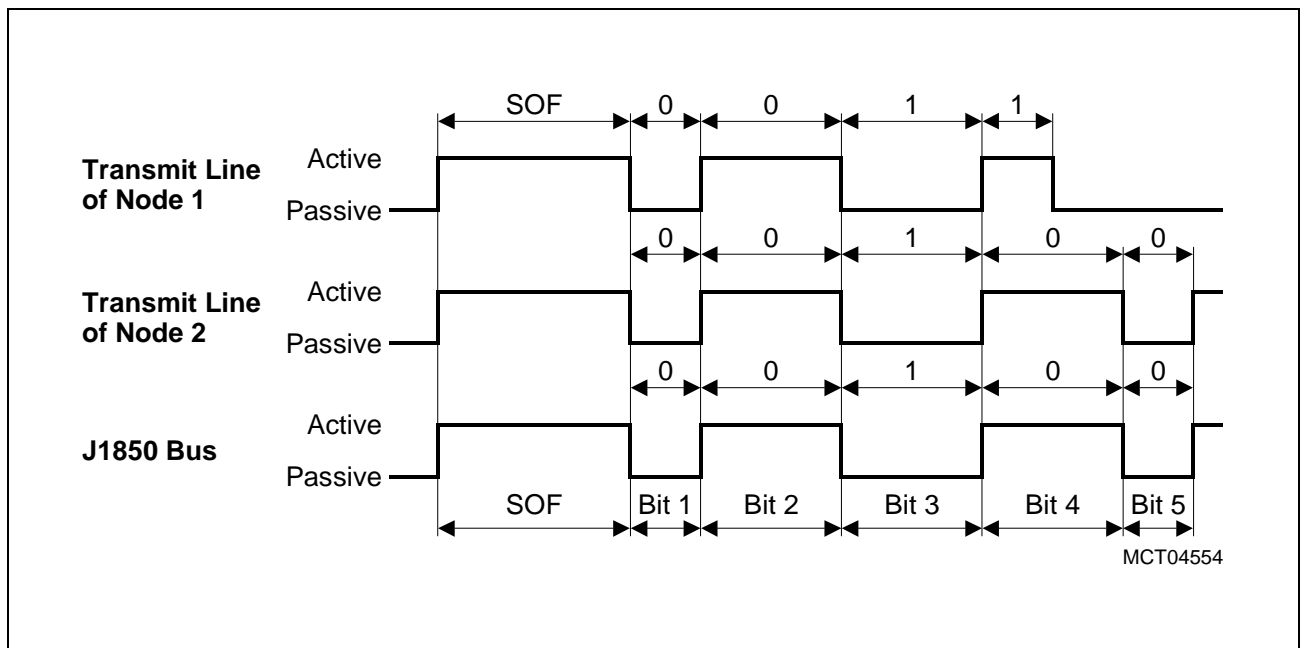 SOF 0 0 1 1
Transmit Line
of Node 1
Active
Passive
0 0 1 0 0
Transmit Line
of Node 2
Active
Passive
0 0 1 0 0
J1850 Bus
Active
Passive
SOF Bit 1 Bit 2 Bit 3 Bit 4 Bit 5
MCT04554